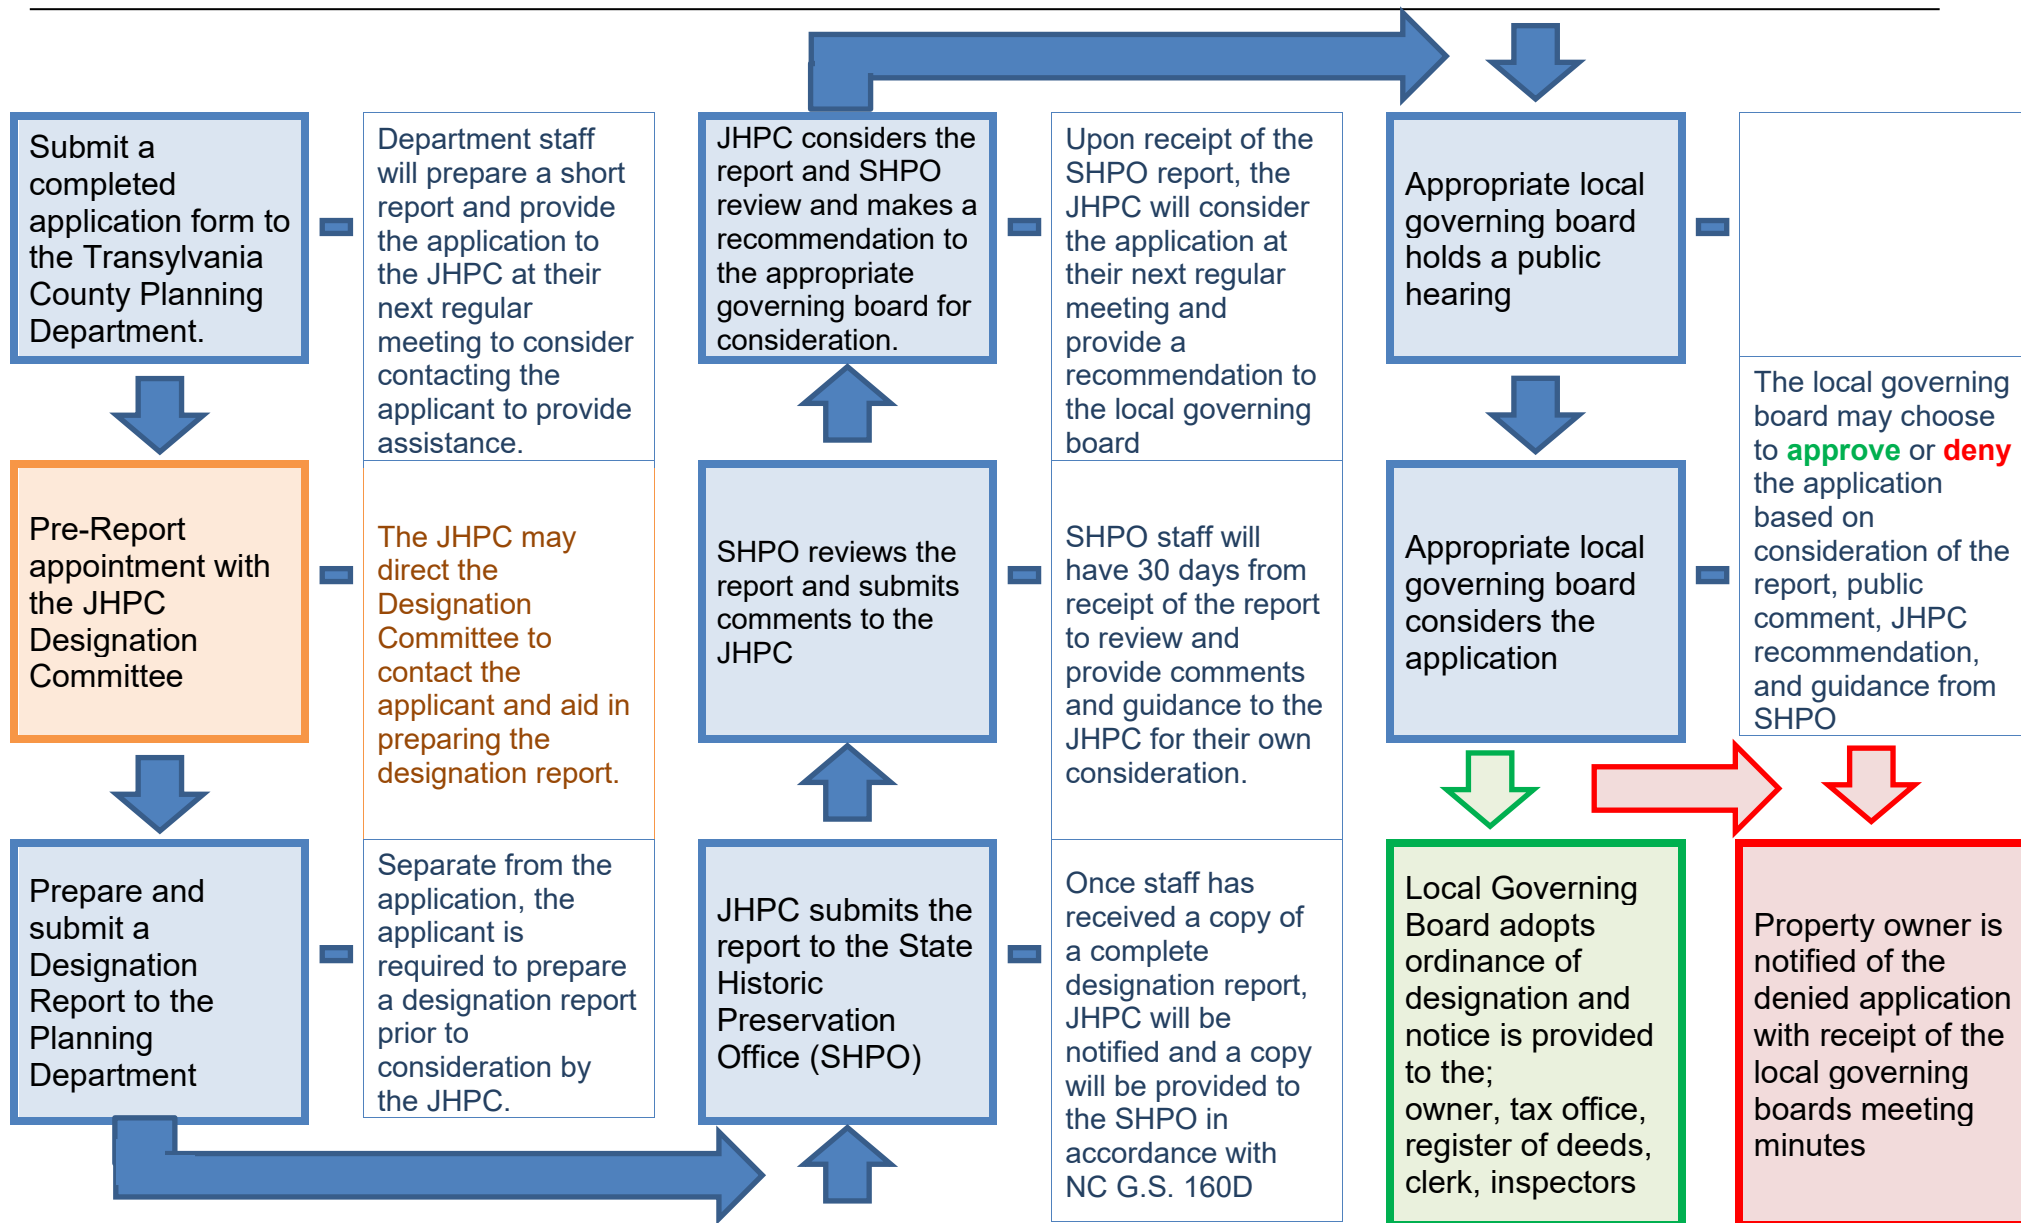 Submit a
completed
application form to
the Transylvania
County Planning
Department.
Department staff
will prepare a short
report and provide
the application to
the JHPC at their
next regular
meeting to consider
contacting the
applicant to provide
assistance.
Pre-Report
appointment with
the JHPC
Designation
Committee
The JHPC may
direct the
Designation
Committee to
contact the
applicant and aid in
preparing the
designation report.
Prepare and
submit a
Designation
Report to the
Planning
Department
Separate from the
application, the
applicant is
required to prepare
a designation report
prior to
consideration by
the JHPC.
JHPC submits the
report to the State
Historic
Preservation
Office (SHPO)
Once staff has
received a copy of
a complete
designation report,
JHPC will be
notified and a copy
will be provided to
the SHPO in
accordance with
NC G.S. 160D
SHPO reviews the
report and submits
comments to the
JHPC
SHPO staff will
have 30 days from
receipt of the report
to review and
provide comments
and guidance to the
JHPC for their own
consideration.
JHPC considers the
report and SHPO
review and makes a
recommendation to
the appropriate
governing board for
consideration.
Upon receipt of the
SHPO report, the
JHPC will consider
the application at
their next regular
meeting and
provide a
recommendation to
the local governing
board
Appropriate local
governing board
holds a public
hearing
Appropriate local
governing board
considers the
application
The local governing
board may choose
to approve or deny
the application
based on
consideration of the
report, public
comment, JHPC
recommendation,
and guidance from
SHPO
Local Governing
Board adopts
ordinance of
designation and
notice is provided
to the;
owner, tax office,
register of deeds,
clerk, inspectors
Property owner is
notified of the
denied application
with receipt of the
local governing
boards meeting
minutes